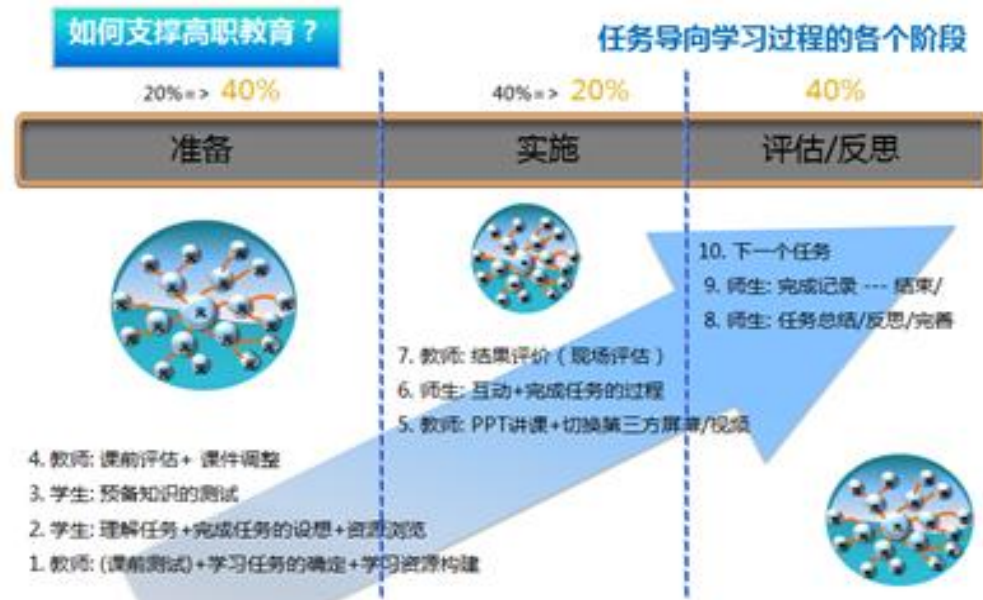 如何支撑高职教育？
任务导向学习过程的各个阶段
20%=> 40%
40%=> 20%
40%
准备
实施
评估/反思
10. 下一个任务
9. 师生: 完成记录 --- 结束/
8. 师生: 任务总结/反思/完善
7. 教师: 结果评价（现场评估）
6. 师生: 互动+完成任务的过程
5. 教师: PPT讲课+切换第三方屏幕/视频
4. 教师: 课前评估+ 课件调整
3. 学生: 预备知识的测试
2. 学生: 理解任务+完成任务的设想+资源浏览
1. 教师: (课前测试)+学习任务的确定+学习资源构建